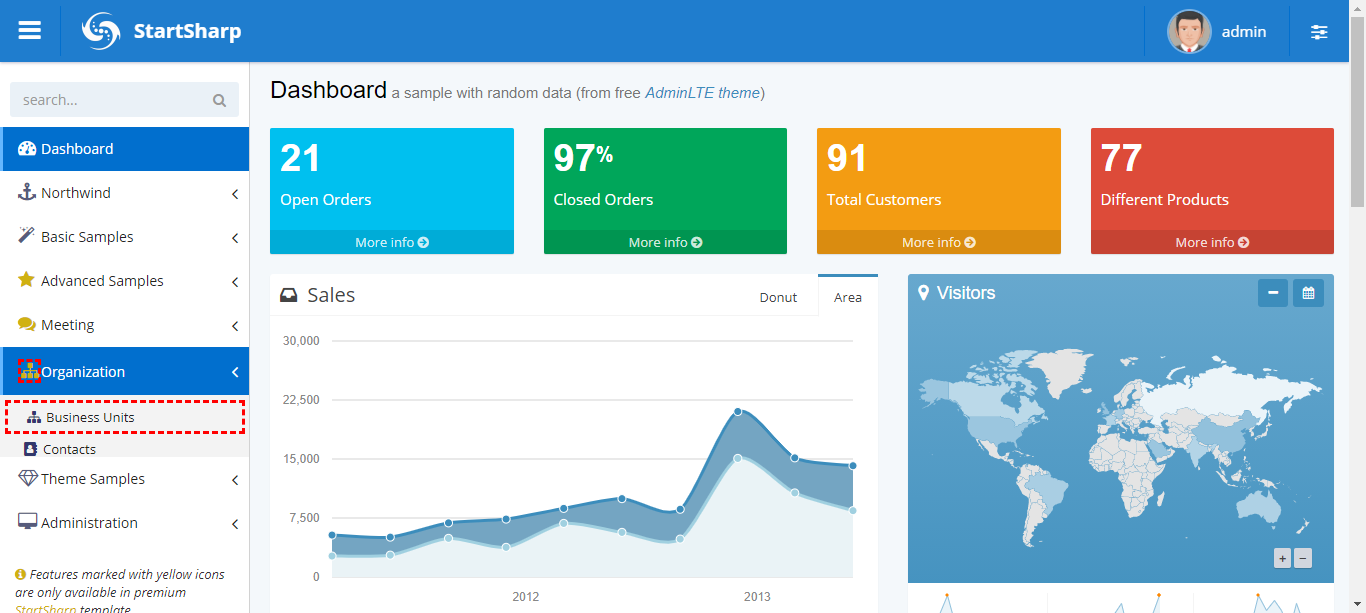 StartSharp
admin
search...
Dashboard
Northwind
Basic Samples
Advanced Samples
Meeting
Organization
Business Units
Contacts
Theme Samples
Administration
Features marked with yellow icons
are only available in premium
StartSharp template.
Dashboard a sample with random data (from free AdminLTE theme)
21
Open Orders
More info
97%
Closed Orders
More info
91
Total Customers
More info
77
Different Products
More info
Sales
Donut
Area
30,000
22,500
15,000
7,500
0
2012
2013
Visitors
+
−